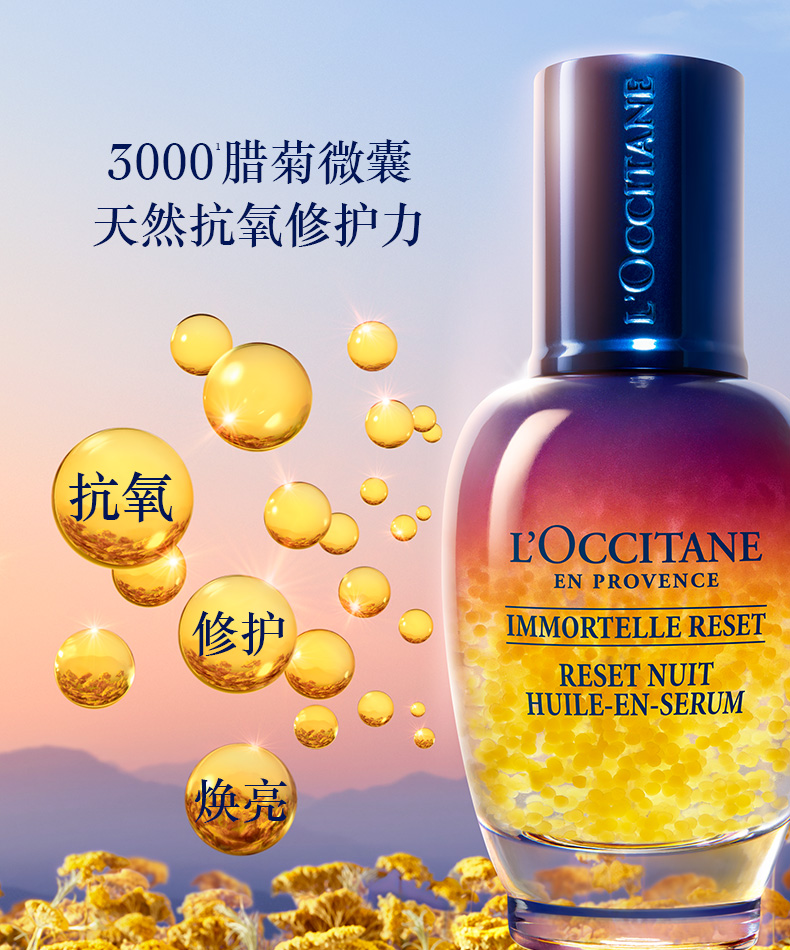 3000¹腊菊微囊
天然抗氧修护力
抗氧
修护
焕亮
L'OCCITANE
L'OCCITANE
EN PROVENCE
IMMORTELLE RESET
RESET NUIT
HUILE-EN-SERUM